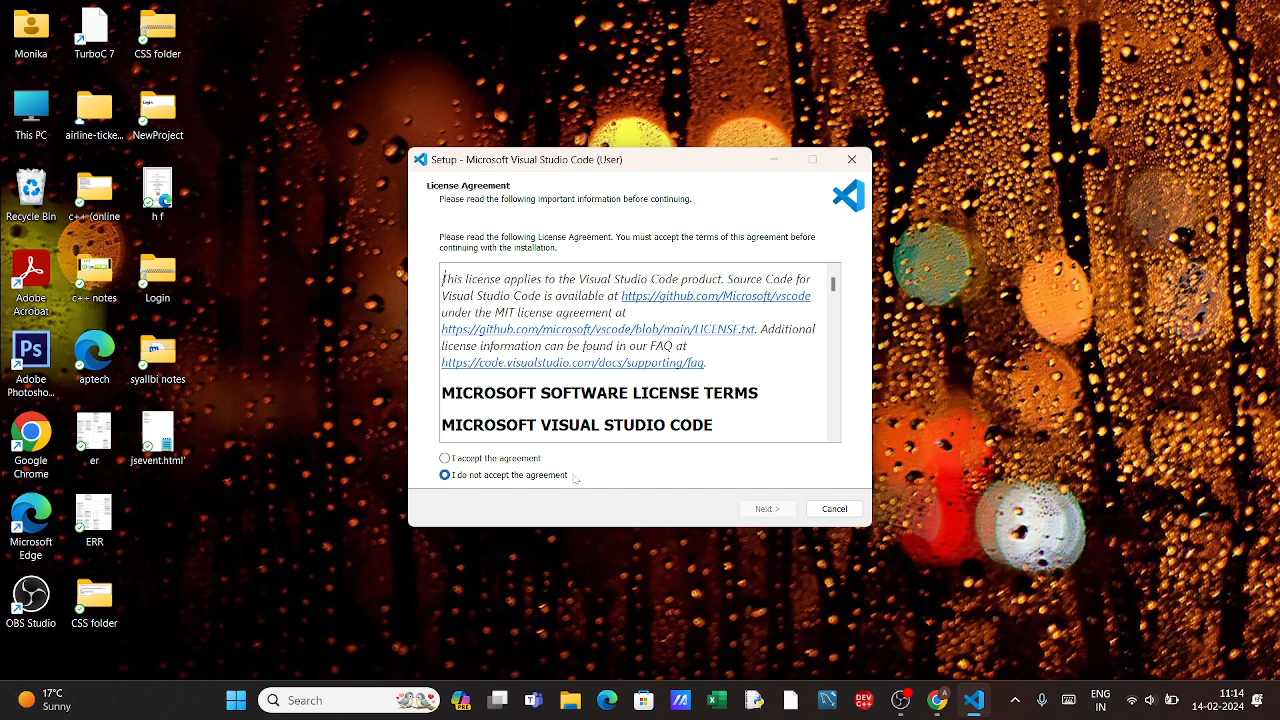 Monika
TurboC 7
CSS folder
This PC
airline-ticke...
NewProject
Recycle Bin
c++ (online
h f
Adobe
Acrobat
c++ notes
Login
Adobe
Photosho...
aptech
syallbi notes
Google
Chrome
er
jsevent.html'
Microsoft
Edge
ERR
OBS Studio
CSS folder
Setup - Microsoft Visual Studio Code (User)
License Agreement
Please read the following important information before continuing.
Please read the following License Agreement. You must accept the terms of this agreement before
continuing with the installation.
This license applies to the Visual Studio Code product. Source Code for
Visual Studio Code is available at https://github.com/Microsoft/vscode
under the MIT license agreement at
https://github.com/microsoft/vscode/blob/main/LICENSE.txt. Additional
license information can be found in our FAQ at
https://code.visualstudio.com/docs/supporting/faq.
MICROSOFT SOFTWARE LICENSE TERMS
MICROSOFT VISUAL STUDIO CODE
I accept the agreement
I do not accept the agreement
Next >
Cancel
17°C
Sunny
Search
PRE
DEV
C++
A
ENG
IN
11:14
14-02-2024